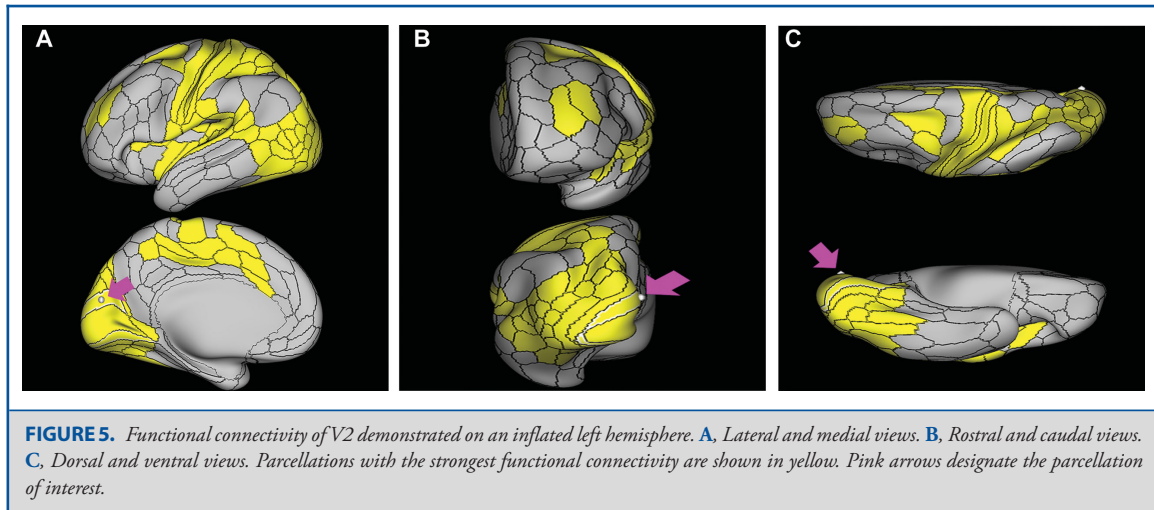 A
B
C
FIGURE 5. Functional connectivity of V2 demonstrated on an inflated left hemisphere. A, Lateral and medial views. B, Rostral and caudal views.
C, Dorsal and ventral views. Parcellations with the strongest functional connectivity are shown in yellow. Pink arrows designate the parcellation
of interest.